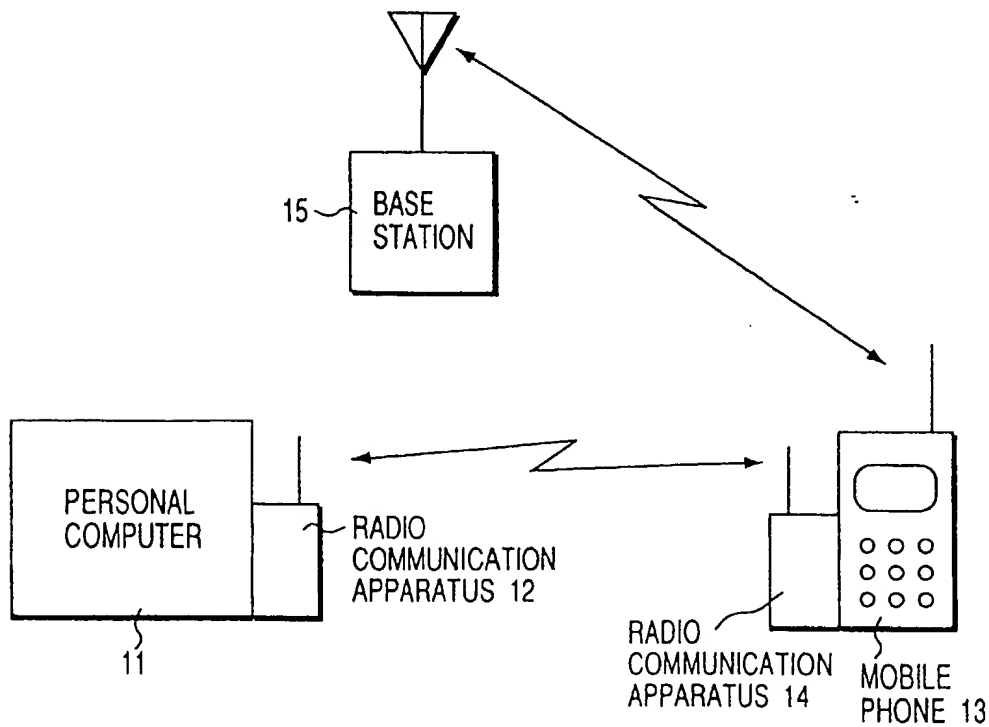 15
BASE
STATION
PERSONAL
COMPUTER
11
RADIO
COMMUNICATION
APPARATUS 12
RADIO
COMMUNICATION
APPARATUS 14
MOBILE
PHONE 13